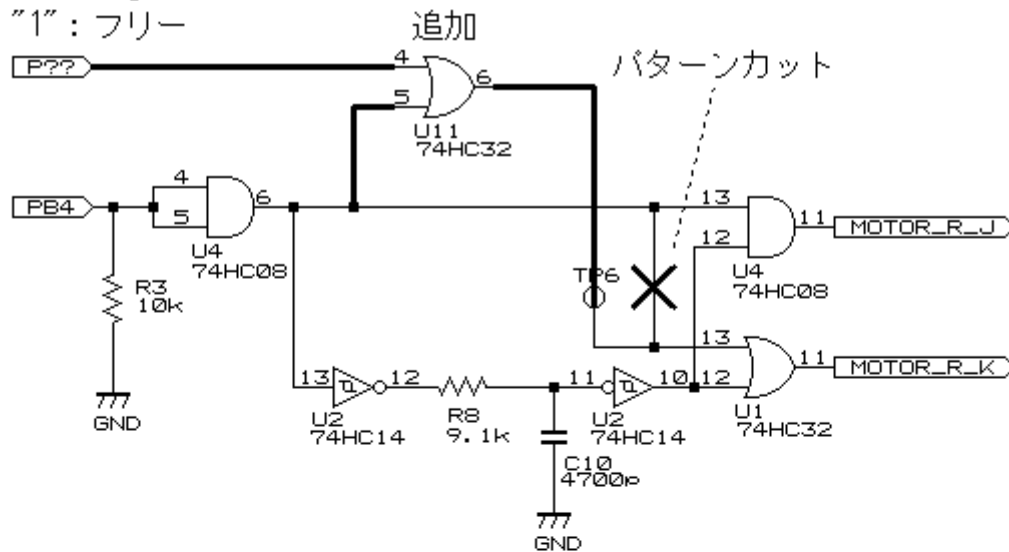 "1"：フリー
追加
パターンカット
P??
4
5
6
U11
74HC32
PB4
4
5
6
U4
74HC08
13
12
11
MOTOR_R_J
U4
74HC08
TP6
R3
10k
GND
13
12
U2
74HC14
R8
9.1k
11
10
U2
74HC14
C10
4700p
GND
13
12
11
MOTOR_R_K
U1
74HC32